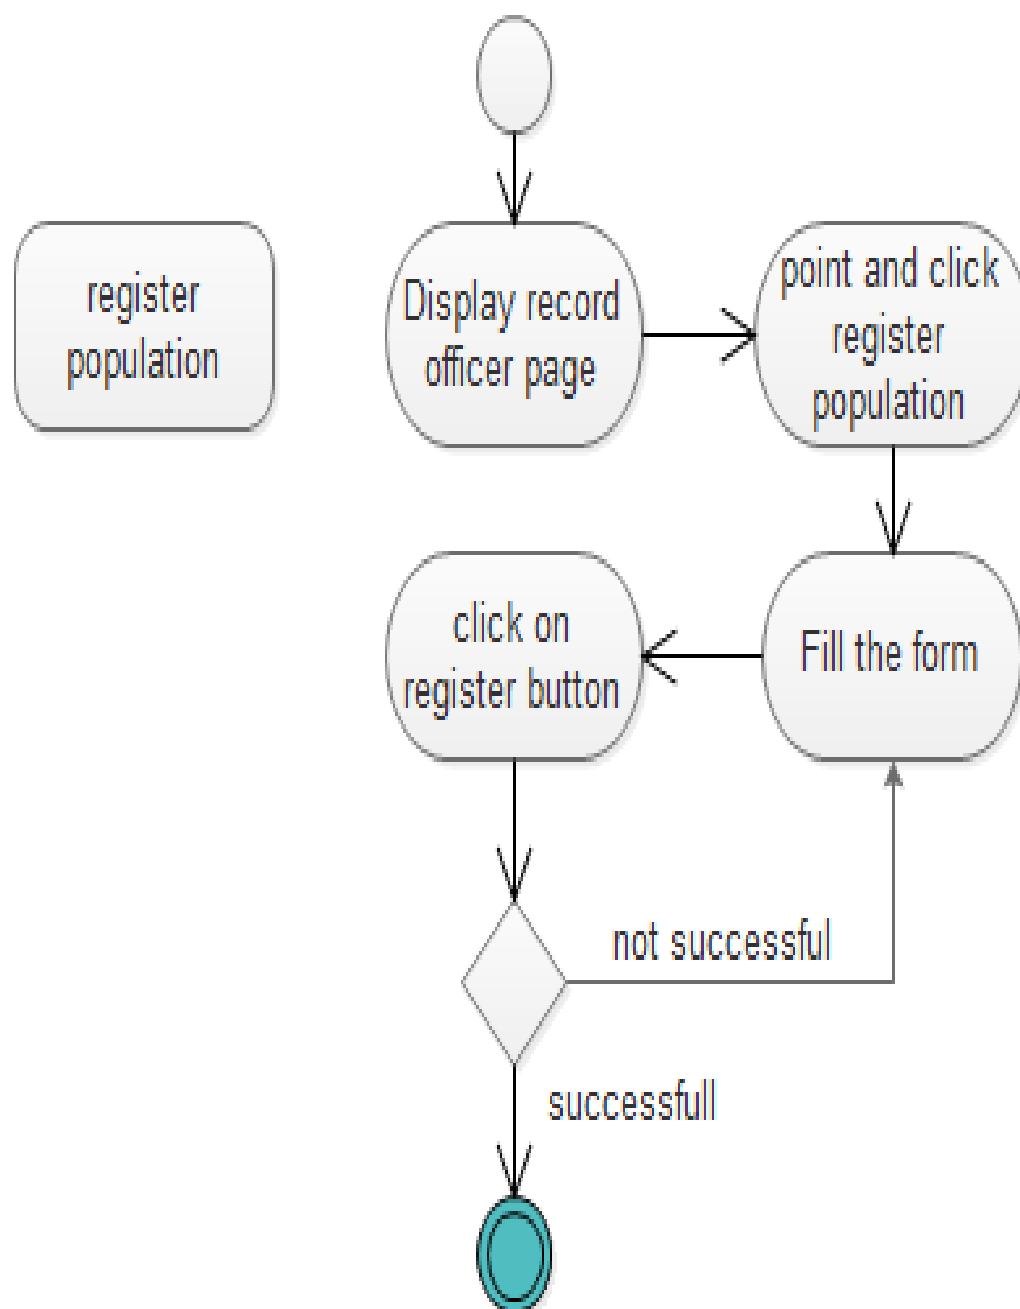 register
population
Display record
officer page
point and click
register
population
Fill the form
click on
register button
not successful
successfull